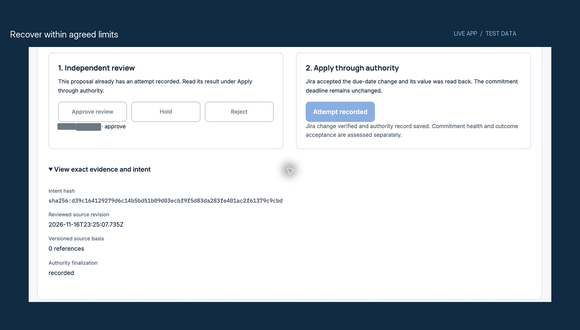 Recover within agreed limits
LIVE APP / TEST DATA
1. Independent review
This proposal already has an attempt recorded. Read its result under Apply
through authority.
Approve review
Hold
Reject
approve
2. Apply through authority
Jira accepted the due-date change and its value was read back. The commitment
deadline remains unchanged.
Attempt recorded
Jira change verified and authority record saved. Commitment health and outcome
acceptance are assessed separately.
▼ View exact evidence and intent
Intent hash
sha256:d39c164129279d6c14b5bd51b09d03ecbf9f5d83da283fe401ac2f61379c9cbd
Reviewed source revision
2026-11-16T23:25:07.735Z
Versioned source basis
0 references
Authority finalization
recorded